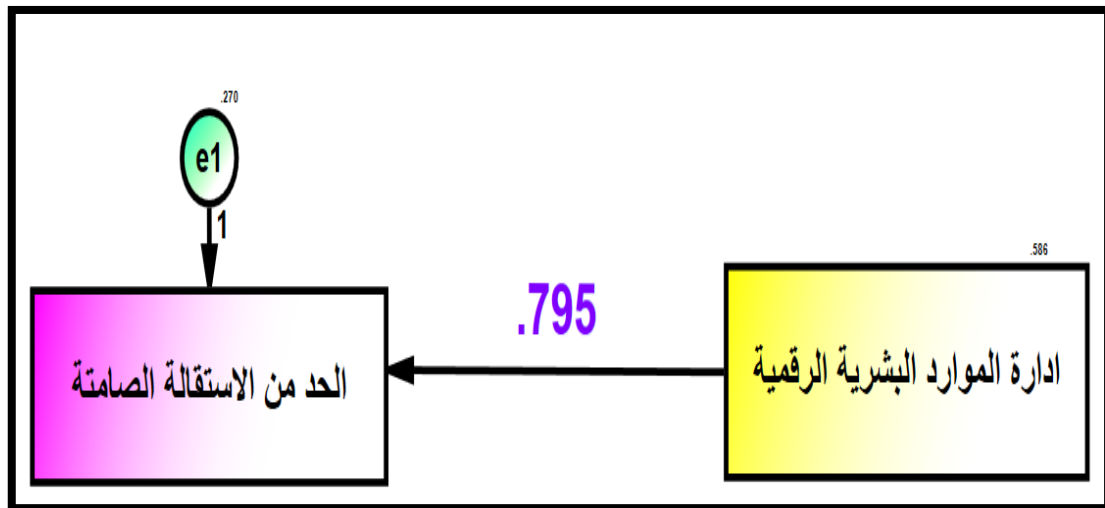 .270
e1
1
.586
.795
ادارة الموارد البشرية الرقمية
الحد من الاستقالة الصامتة